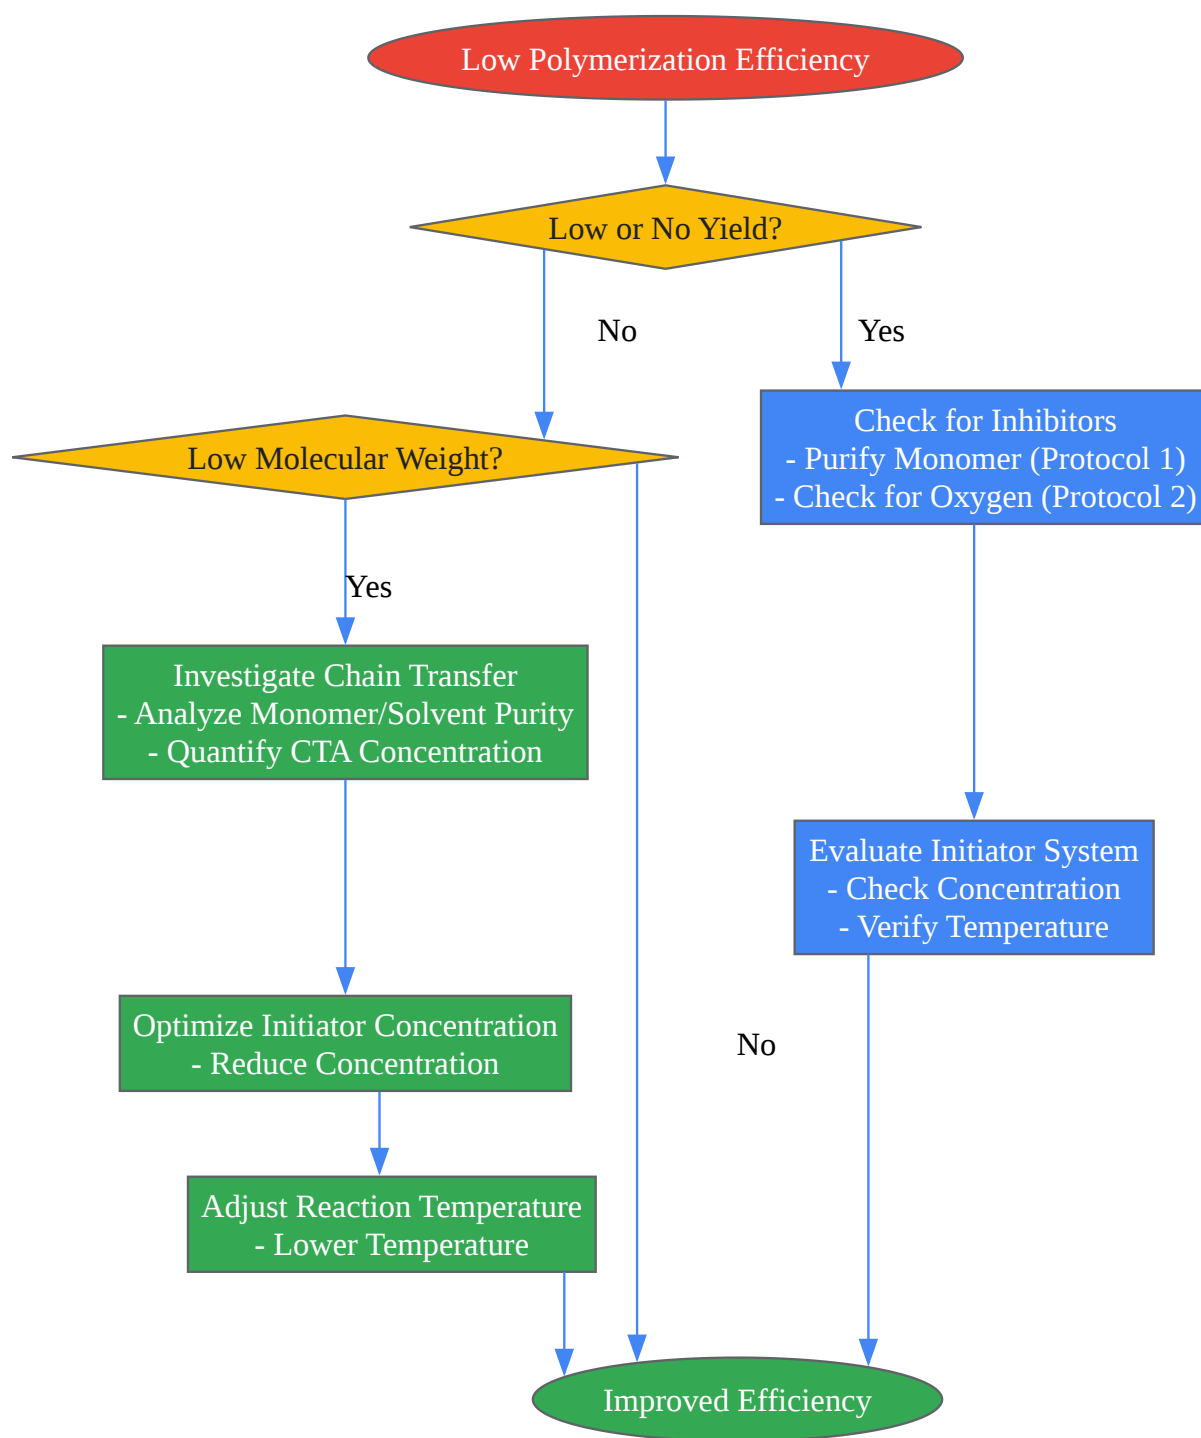 Low Polymerization Efficiency
Low or No Yield?
No
Yes
Check for Inhibitors
- Purify Monomer (Protocol 1)
- Check for Oxygen (Protocol 2)
Low Molecular Weight?
Yes
Investigate Chain Transfer
- Analyze Monomer/Solvent Purity
- Quantify CTA Concentration
Evaluate Initiator System
- Check Concentration
- Verify Temperature
Optimize Initiator Concentration
- Reduce Concentration
No
Adjust Reaction Temperature
- Lower Temperature
Improved Efficiency